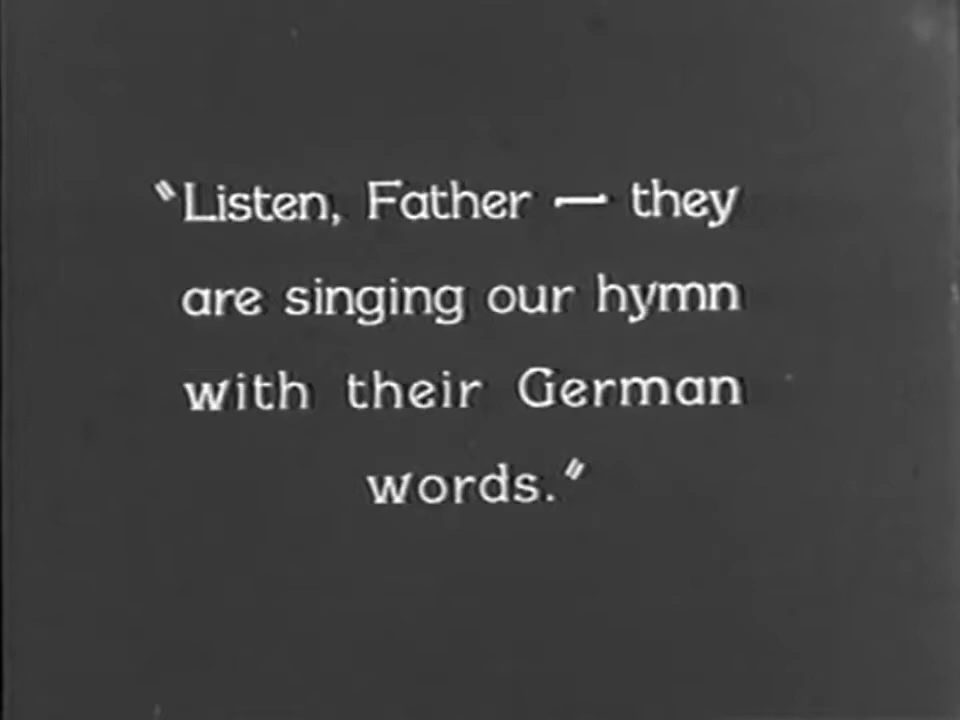 "Listen, Father — they
are singing our hymn
with their German
words."